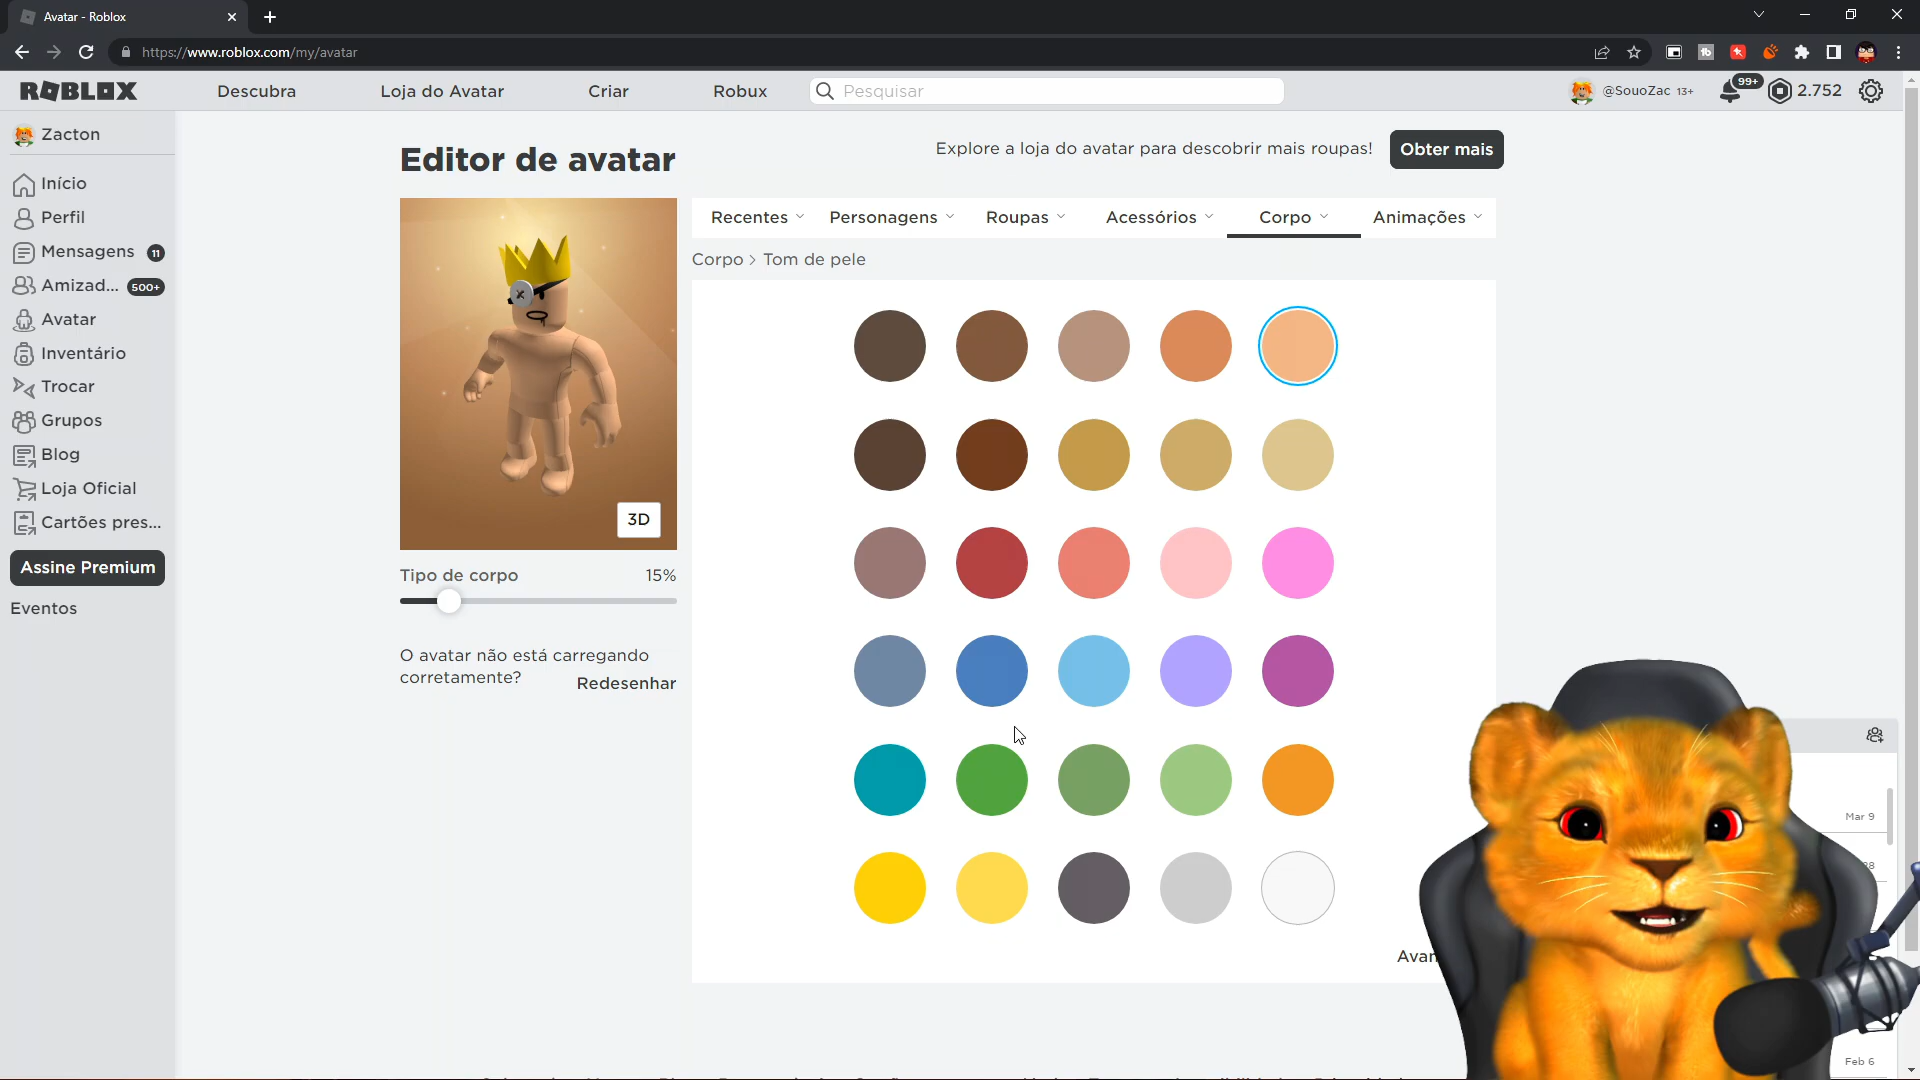 Avatar - Roblox
https://www.roblox.com/my/avatar
ROBLOX
Descubra
Loja do Avatar
Criar
Robux
Pesquisar
@SouoZac 13+
99+
2.752
Zacton
Início
Perfil
Mensagens 11
Amizad... 500+
Avatar
Inventário
Trocar
Grupos
Blog
Loja Oficial
Cartões pres...
Assine Premium
Eventos
Editor de avatar
Explore a loja do avatar para descobrir mais roupas!
Obter mais
3D
Tipo de corpo 15%
O avatar não está carregando
corretamente?
Redesenhar
Recentes
Personagens
Roupas
Acessórios
Corpo
Animações
Corpo > Tom de pele
Avan
Mar 9
Feb 6